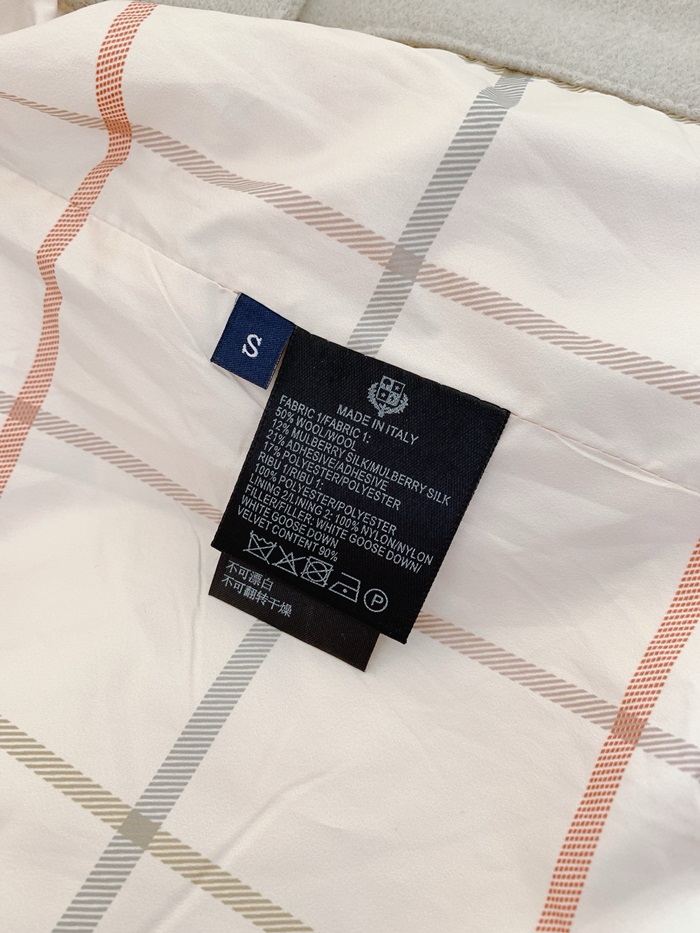 S
MADE IN ITALY
FABRIC 1/FABRIC 1:
50% WOOL/WOOL
12% MULBERRY SILK/MULBERRY SILK
21% ADHESIVE/ADHESIVE
17% POLYESTER/POLYESTER
RIBU 1/RIBU 1:
100% POLYESTER/POLYESTER
LINING 2/LINING 2: 100% NYLON/NYLON
FILLED/FILLER: WHITE GOOSE DOWN/
WHITE GOOSE DOWN
VELVET CONTENT 90%
P
不可漂白
不可翻转干燥